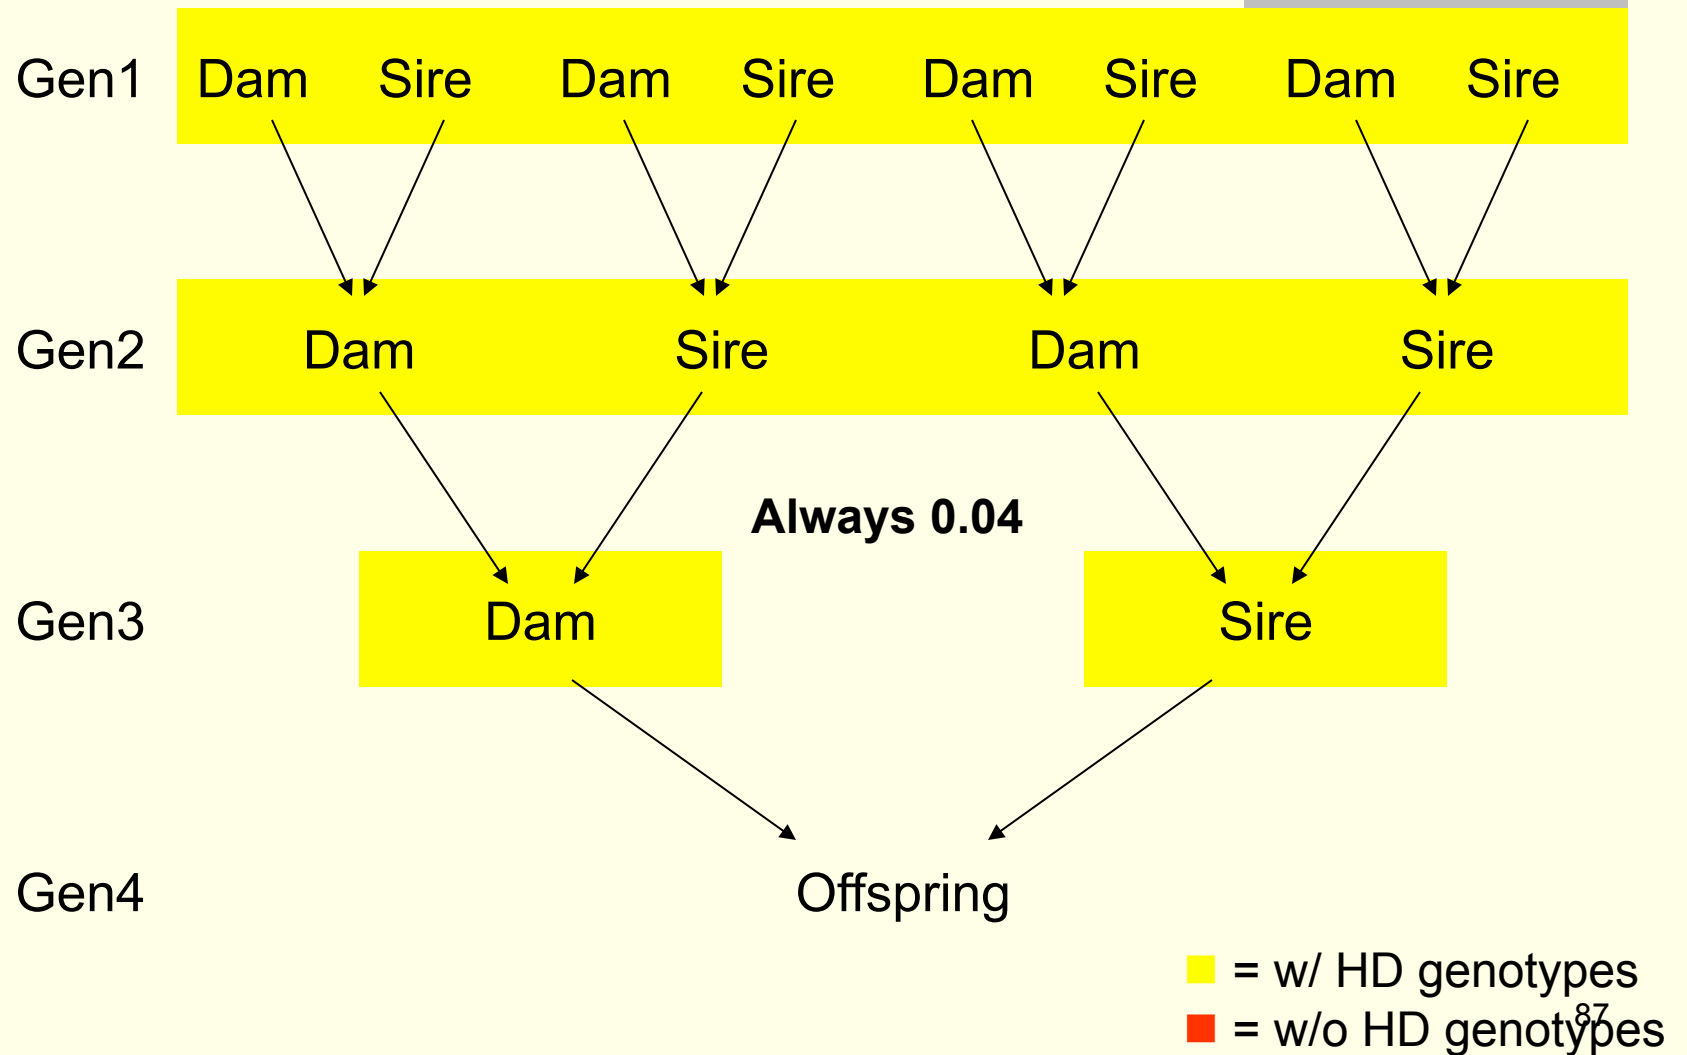 Gen1 Dam Sire Dam Sire Dam Sire Dam Sire
Gen2 Dam Sire Dam Sire
Always 0.04
Gen3 Dam Sire
Gen4 Offspring
= w/ HD genotypes
= w/o HD genotypes
87